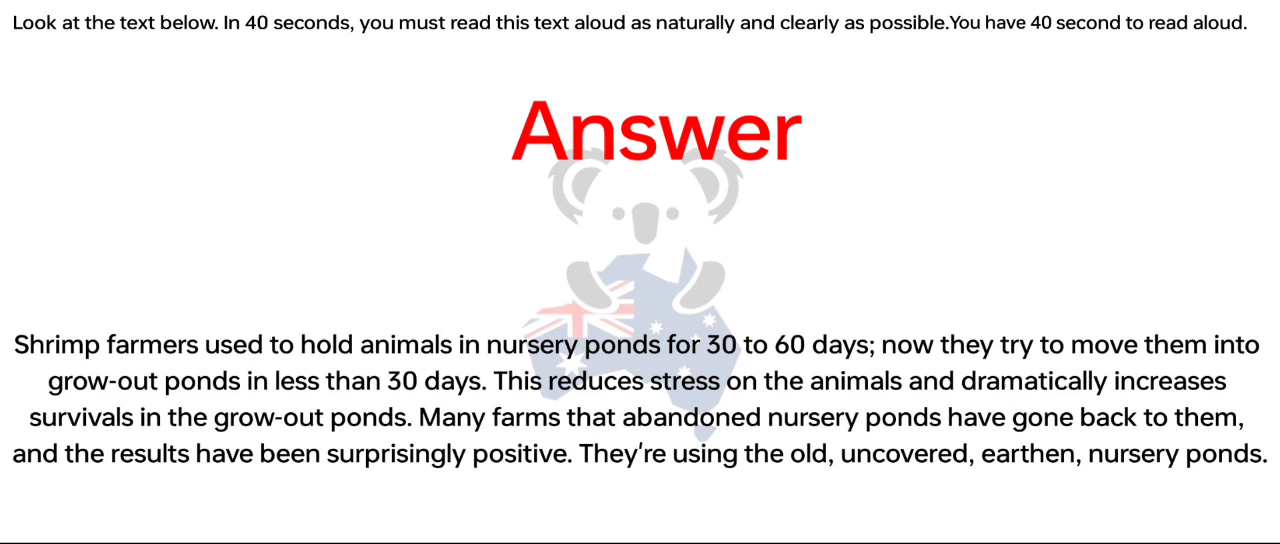 Look at the text below. In 40 seconds, you must read this text aloud as naturally and clearly as possible.You have 40 second to read aloud.
Answer
Shrimp farmers used to hold animals in nursery ponds for 30 to 60 days; now they try to move them into
grow-out ponds in less than 30 days. This reduces stress on the animals and dramatically increases
survivals in the grow-out ponds. Many farms that abandoned nursery ponds have gone back to them,
and the results have been surprisingly positive. They're using the old, uncovered, earthen, nursery ponds.